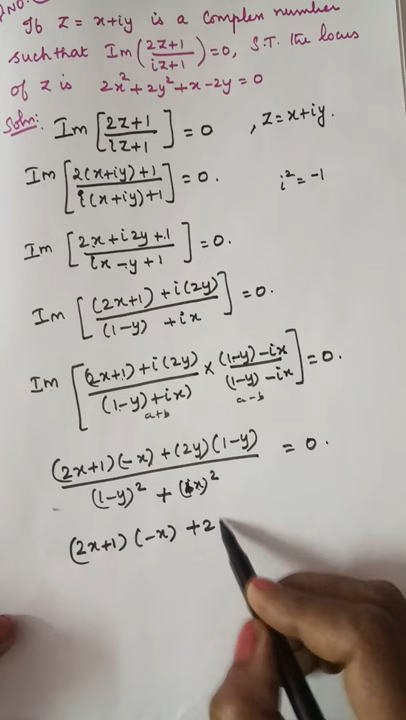 If Z = x+iy is a Complex number
such that Im(2Z+1/iZ+1)=0, S.T. the locus
of Z is 2x²+2y²+x-2y=0
Soln: Im[2Z+1/iZ+1] = 0 , Z=x+iy.
Im[2(x+iy)+1/i(x+iy)+1] = 0. i² = -1
Im[2x+i2y+1/ix-y+1] = 0.
Im[(2x+1)+i(2y)/(1-y)+ix] = 0.
Im[(2x+1)+i(2y)/(1-y)+ix) × (1-y)-ix/(1-y)-ix] = 0.
a+b a-b
(2x+1)(-x)+(2y)(1-y)/(1-y)²+(x)² = 0.
(2x+1)(-x)+2